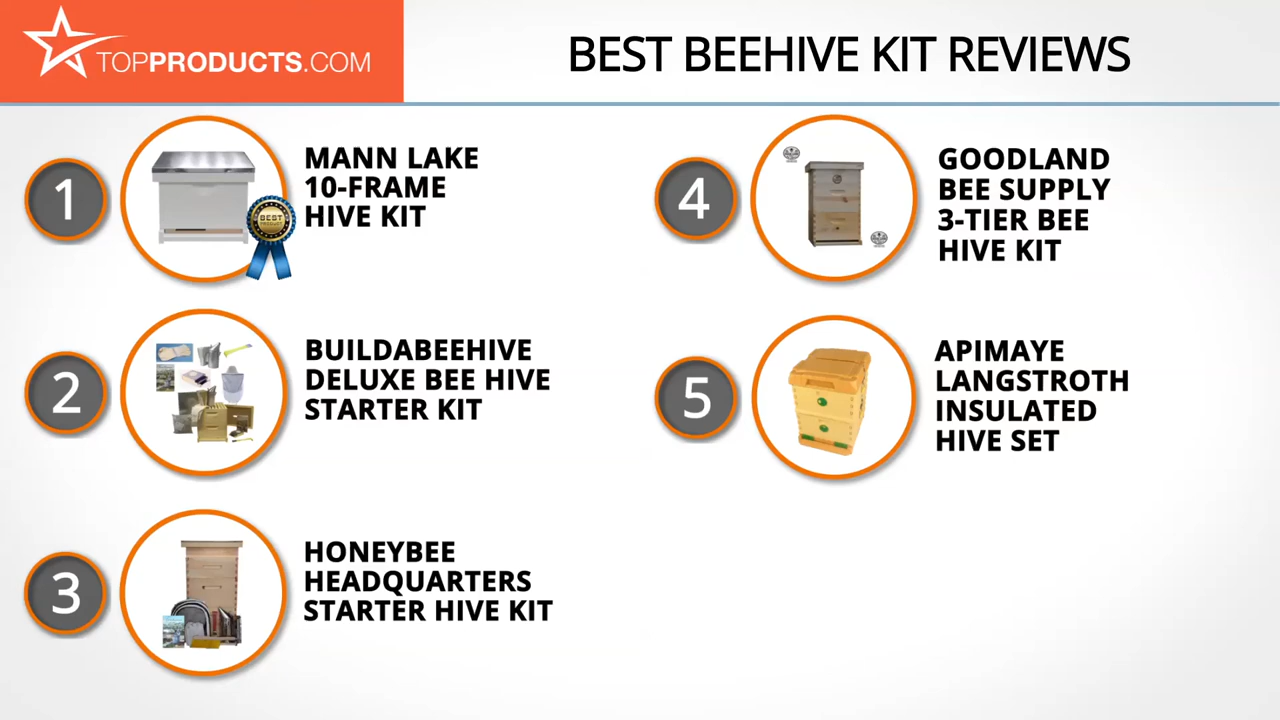 TOPPRODUCTS.COM
BEST BEEHIVE KIT REVIEWS
1
BEST
PRODUCT
MANN LAKE
10-FRAME
HIVE KIT
2
BUILDABEEHIVE
DELUXE BEE HIVE
STARTER KIT
3
HONEYBEE
HEADQUARTERS
STARTER HIVE KIT
4
GOODLAND
BEE SUPPLY
3-TIER BEE
HIVE KIT
5
APIMAYE
LANGSTROTH
INSULATED
HIVE SET